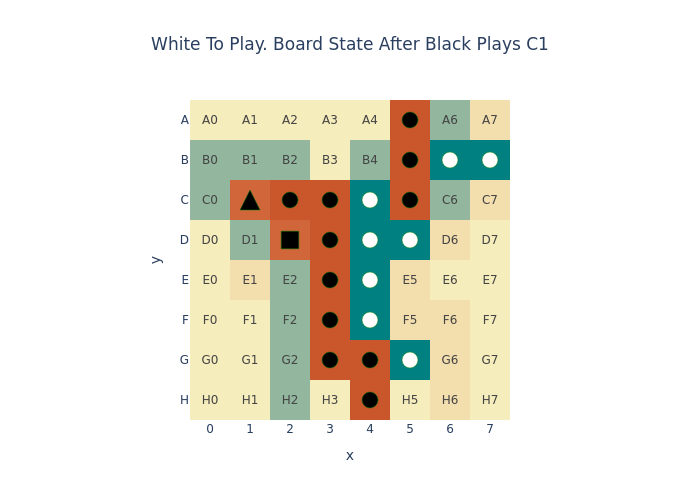 White To Play. Board State After Black Plays C1
A A0 A1 A2 A3 A4 A6 A7
B B0 B1 B2 B3 B4
C C0 C6 C7
D D0 D1 D6 D7
E E0 E1 E2 E5 E6 E7
F F0 F1 F2 F5 F6 F7
G G0 G1 G2 G6 G7
H H0 H1 H2 H3 H5 H6 H7
0 1 2 3 4 5 6 7
x
y